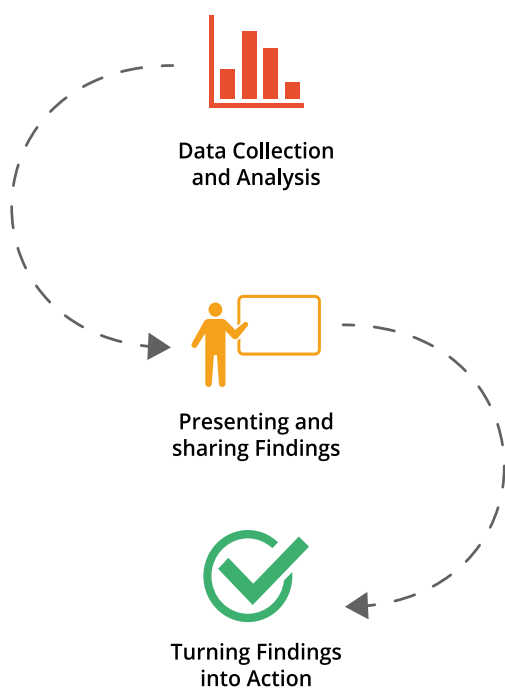 Data Collection
and Analysis
Presenting and
sharing Findings
Turning Findings
into Action